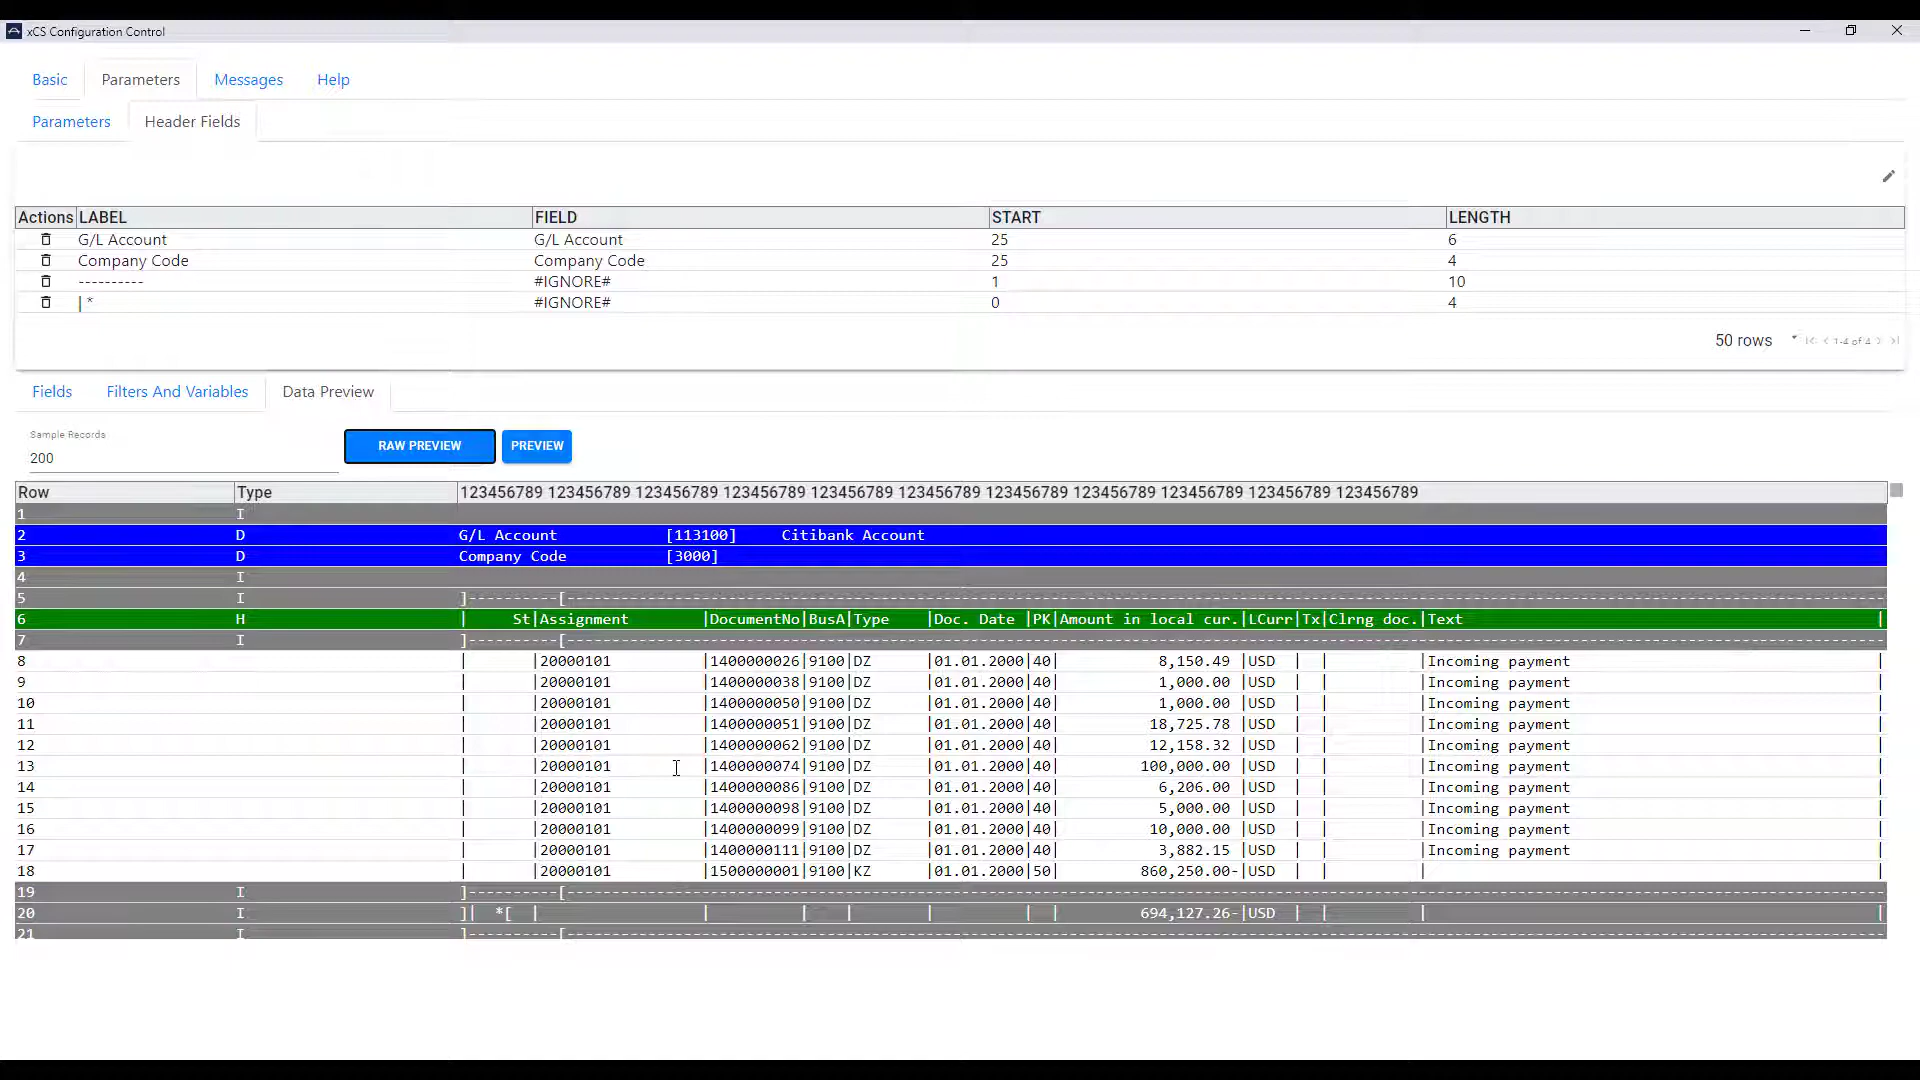 xCS Configuration Control
Basic Parameters Messages Help
Parameters Header Fields
Actions LABEL FIELD START LENGTH
G/L Account G/L Account 25 6
Company Code Company Code 25 4
---------- #IGNORE# 1 10
| * #IGNORE# 0 4
50 rows 1-4 of 4
Fields Filters And Variables Data Preview
Sample Records
200
RAW PREVIEW PREVIEW
Row Type 123456789 123456789 123456789 123456789 123456789 123456789 123456789 123456789 123456789 123456789 123456789
1 I
2 D G/L Account [113100] Citibank Account
3 D Company Code [3000]
4 I
5 I ]----------[----------
6 H | St|Assignment |DocumentNo|BusA|Type |Doc. Date |PK|Amount in local cur.|LCurr|Tx|Clrng doc.|Text |
7 I ]----------[----------
8 | |20000101 |1400000026|9100|DZ |01.01.2000|40| 8,150.49 |USD | | |Incoming payment |
9 | |20000101 |1400000038|9100|DZ |01.01.2000|40| 1,000.00 |USD | | |Incoming payment |
10 | |20000101 |1400000050|9100|DZ |01.01.2000|40| 1,000.00 |USD | | |Incoming payment |
11 | |20000101 |1400000051|9100|DZ |01.01.2000|40| 18,725.78 |USD | | |Incoming payment |
12 | |20000101 |1400000062|9100|DZ |01.01.2000|40| 12,158.32 |USD | | |Incoming payment |
13 | |20000101 |1400000074|9100|DZ |01.01.2000|40| 100,000.00 |USD | | |Incoming payment |
14 | |20000101 |1400000086|9100|DZ |01.01.2000|40| 6,206.00 |USD | | |Incoming payment |
15 | |20000101 |1400000098|9100|DZ |01.01.2000|40| 5,000.00 |USD | | |Incoming payment |
16 | |20000101 |1400000099|9100|DZ |01.01.2000|40| 10,000.00 |USD | | |Incoming payment |
17 | |20000101 |1400000111|9100|DZ |01.01.2000|40| 3,882.15 |USD | | |Incoming payment |
18 | |20000101 |1500000001|9100|KZ |01.01.2000|50| 860,250.00-|USD | | | |
19 I ]----------[----------
20 I ]| *[ | | | | | | 694,127.26-|USD | | | |
21 I ]----------[----------